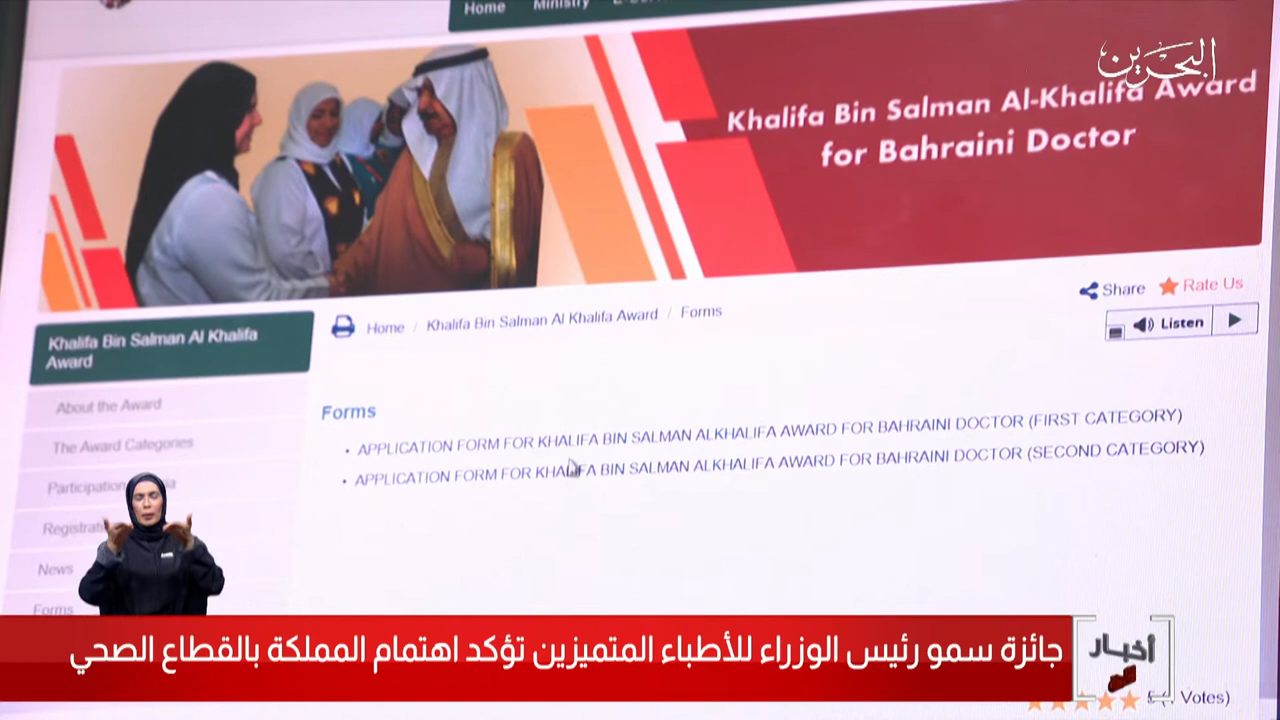 Home Ministry
البحرين
Khalifa Bin Salman Al-Khalifa Award
for Bahraini Doctor
Share Rate Us
Listen
Home / Khalifa Bin Salman Al Khalifa Award / Forms
Khalifa Bin Salman Al Khalifa
Award
About the Award
The Award Categories
Participation
News
Forms
Forms
• APPLICATION FORM FOR KHALIFA BIN SALMAN ALKHALIFA AWARD FOR BAHRAINI DOCTOR (FIRST CATEGORY)
• APPLICATION FORM FOR KHALIFA BIN SALMAN ALKHALIFA AWARD FOR BAHRAINI DOCTOR (SECOND CATEGORY)
أخبار
جائزة سمو رئيس الوزراء للأطباء المتميزين تؤكد اهتمام المملكة بالقطاع الصحي
Votes)